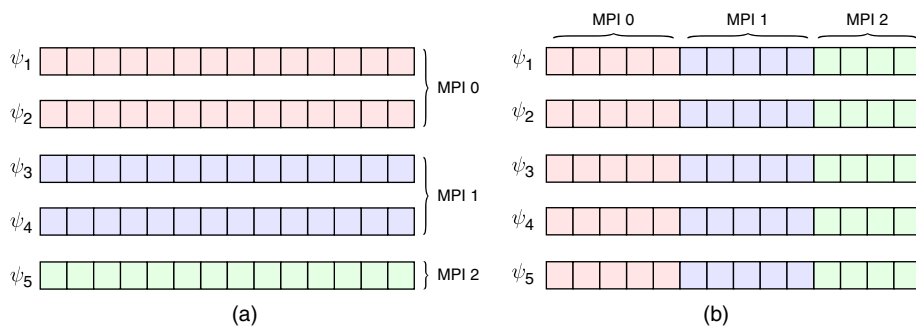 MPI 0 MPI 1 MPI 2
ψ1 ψ1
MPI 0
ψ2 ψ2
ψ3 ψ3
MPI 1
ψ4 ψ4
ψ5 MPI 2 ψ5
(a) (b)